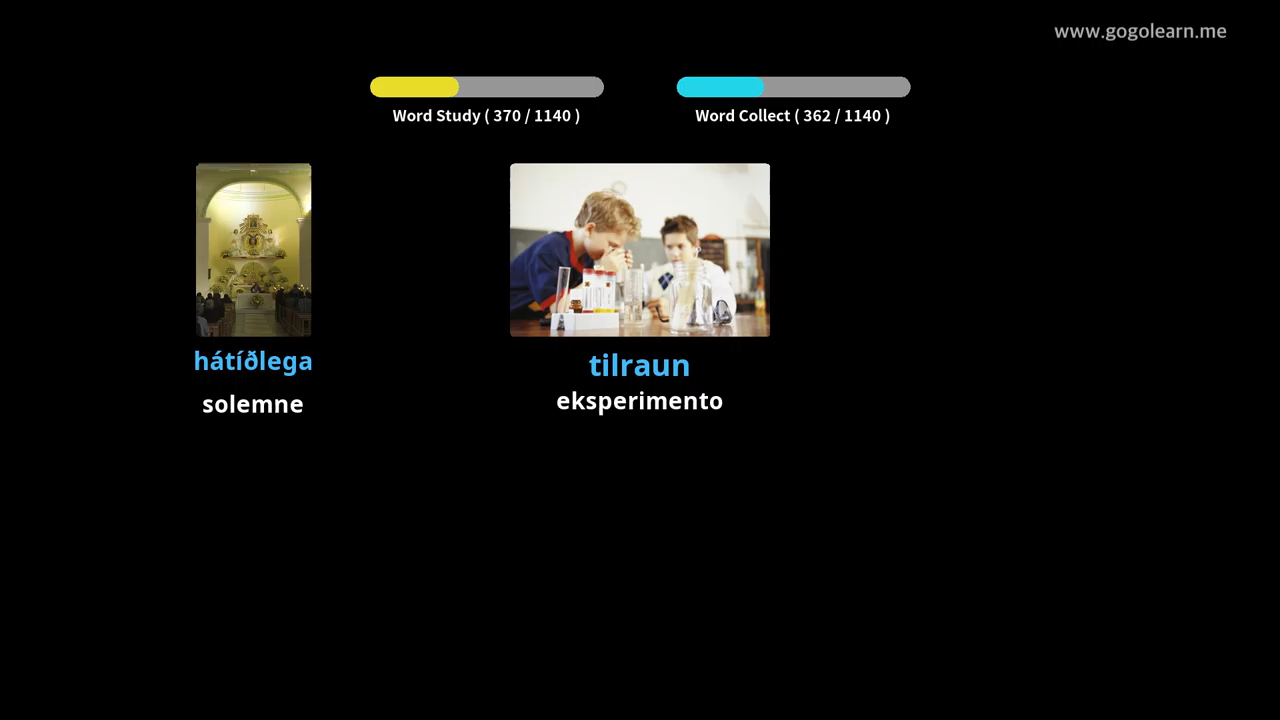 www.gogolearn.me
Word Study ( 370 / 1140 )
Word Collect ( 362 / 1140 )
hátíðlega
solemne
tilraun
eksperimento